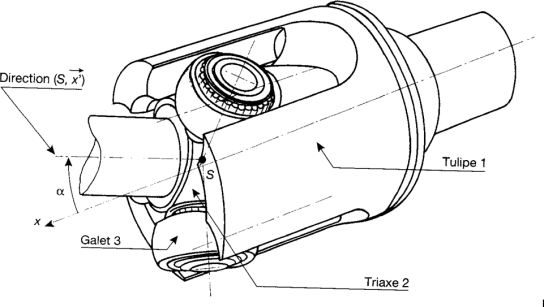 Direction (S, x')
Tulipe 1
S
α
x
Galet 3
Triaxe 2